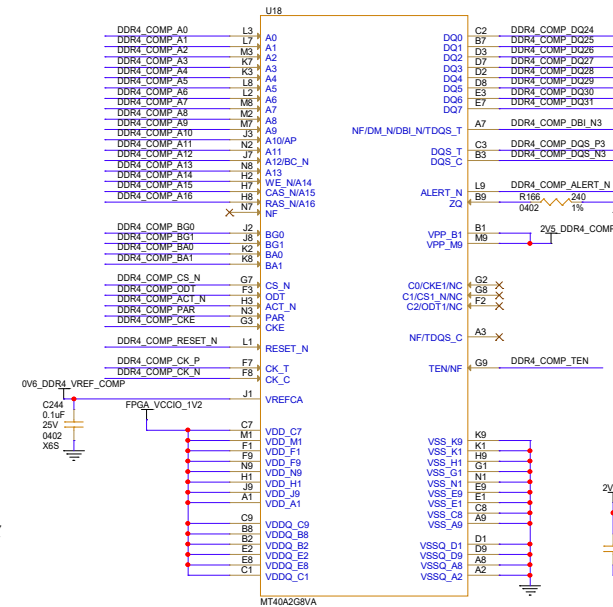 U18
DDR4_COMP_A0 L3 A0
DDR4_COMP_A1 L7 A1
DDR4_COMP_A2 M3 A2
DDR4_COMP_A3 K7 A3
DDR4_COMP_A4 K3 A4
DDR4_COMP_A5 L8 A5
DDR4_COMP_A6 L2 A6
DDR4_COMP_A7 M8 A7
DDR4_COMP_A8 M2 A8
DDR4_COMP_A9 M7 A9
DDR4_COMP_A10 J3 A10/AP
DDR4_COMP_A11 N2 A11
DDR4_COMP_A12 J7 A12/BC_N
DDR4_COMP_A13 N8 A13
DDR4_COMP_A14 H2 WE_N/A14
DDR4_COMP_A15 H7 CAS_N/A15
DDR4_COMP_A16 H8 RAS_N/A16
N7 NF
DDR4_COMP_BG0 J2 BG0
DDR4_COMP_BG1 J8 BG1
DDR4_COMP_BA0 K2 BA0
DDR4_COMP_BA1 K8 BA1
DDR4_COMP_CS_N G7 CS_N
DDR4_COMP_ODT F3 ODT
DDR4_COMP_ACT_N H3 ACT_N
DDR4_COMP_PAR N3 PAR
DDR4_COMP_CKE G3 CKE
DDR4_COMP_RESET_N L1 RESET_N
DDR4_COMP_CK_P F7 CK_T
DDR4_COMP_CK_N F8 CK_C
0V6_DDR4_VREF_COMP
J1 VREFCA
C244
0.1uF
25V
0402
X6S
FPGA_VCCIO_1V2
C7 VDD_C7
M1 VDD_M1
F1 VDD_F1
F9 VDD_F9
N9 VDD_N9
H1 VDD_H1
J9 VDD_J9
A1 VDD_A1
C9 VDDQ_C9
B8 VDDQ_B8
B2 VDDQ_B2
E2 VDDQ_E2
E8 VDDQ_E8
C1 VDDQ_C1
DQ0 C2 DDR4_COMP_DQ24
DQ1 B7 DDR4_COMP_DQ25
DQ2 D3 DDR4_COMP_DQ26
DQ3 D7 DDR4_COMP_DQ27
DQ4 D2 DDR4_COMP_DQ28
DQ5 D8 DDR4_COMP_DQ29
DQ6 E3 DDR4_COMP_DQ30
DQ7 E7 DDR4_COMP_DQ31
NF/DM_N/DBI_N/TDQS_T A7 DDR4_COMP_DBI_N3
DQS_T C3 DDR4_COMP_DQS_P3
DQS_C B3 DDR4_COMP_DQS_N3
ALERT_N L9 DDR4_COMP_ALERT_N
ZQ B9 R166 240
0402 1%
VPP_B1 B1 2V5_DDR4_COMP
VPP_M9 M9
C0/CKE1/NC G2
C1/CS1_N/NC G8
C2/ODT1/NC F2
NF/TDQS_C A3
TEN/NF G9 DDR4_COMP_TEN
VSS_K9 K9
VSS_K1 K1
VSS_H1 H9
VSS_G1 G1
VSS_N1 N1
VSS_E9 E9
VSS_E1 E1
VSS_C8 C8
VSS_A9 A9
VSSQ_D1 D1
VSSQ_D9 D9
VSSQ_A8 A8
VSSQ_A2 A2
2V
MT40A2G8VA